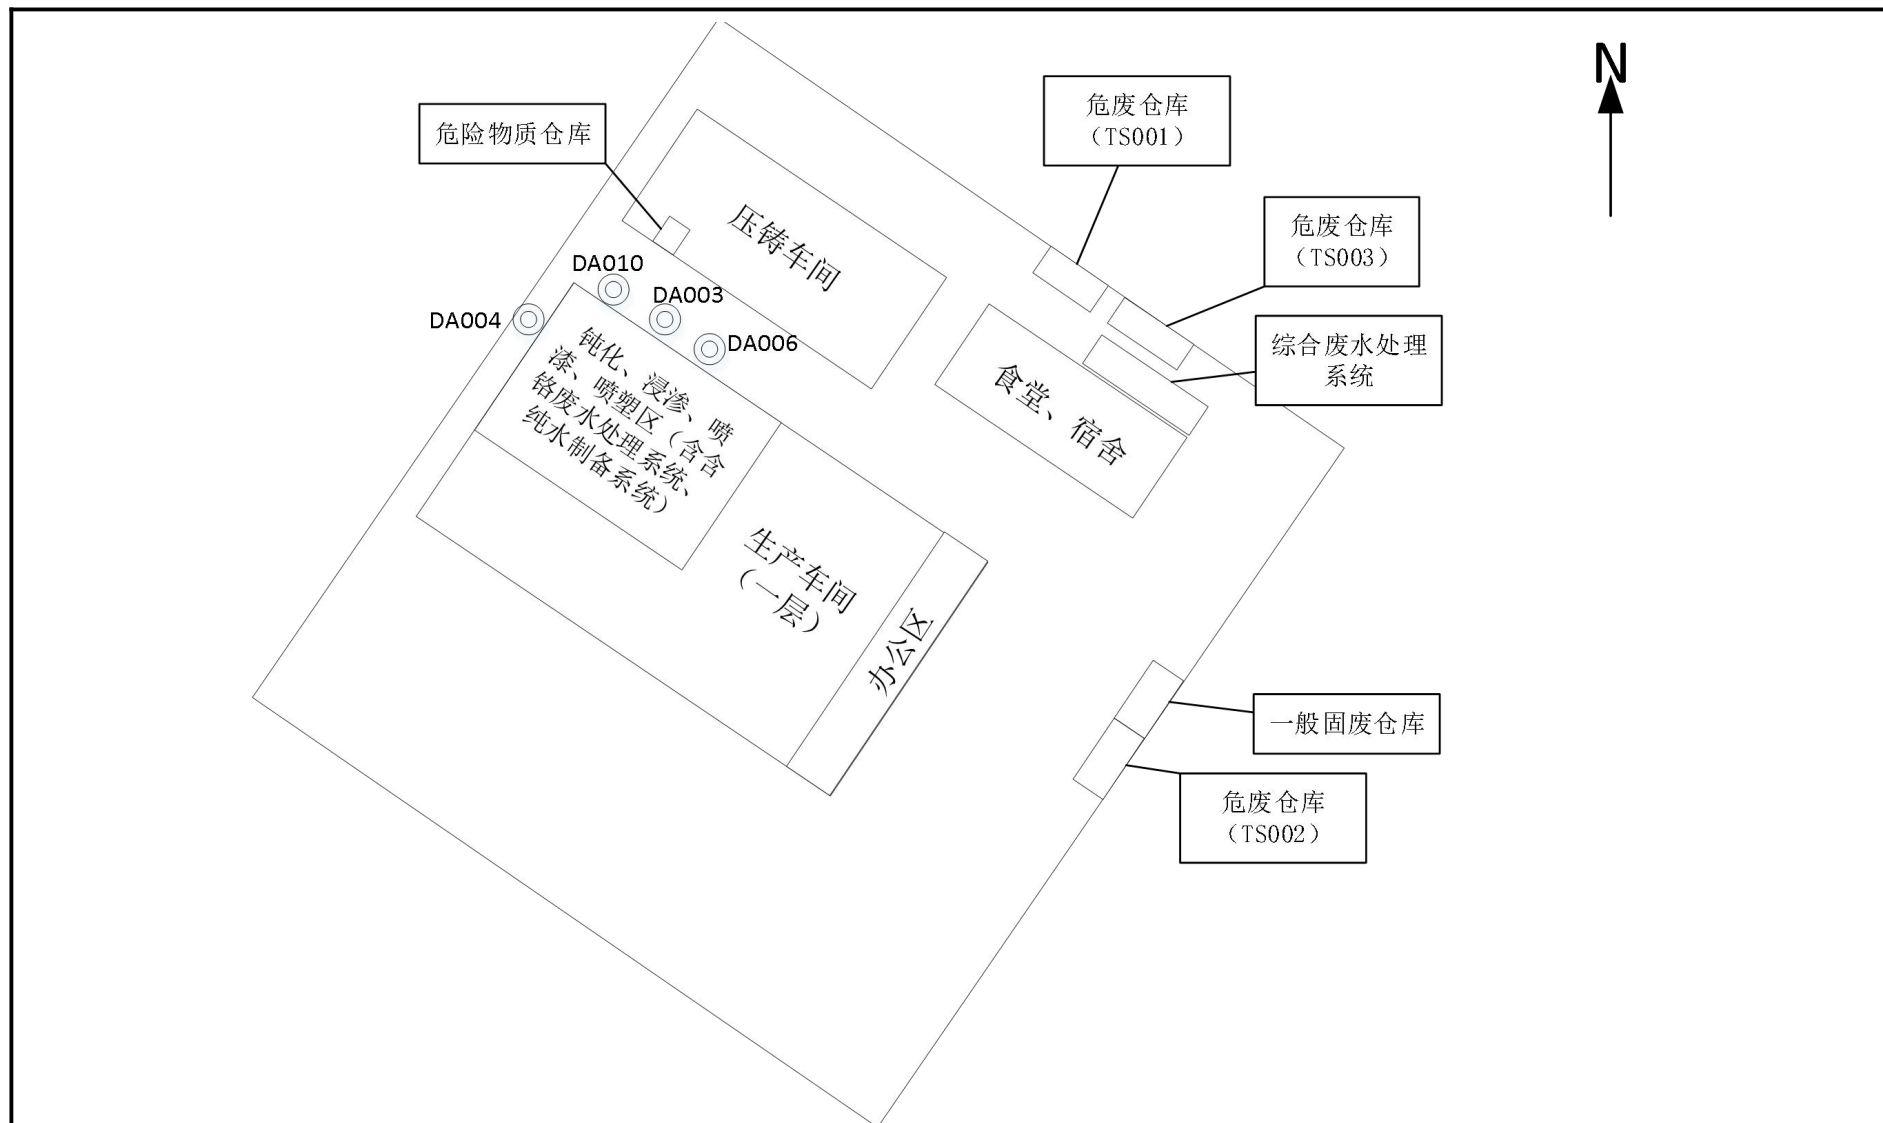 N
危废仓库
（TS001）
危险物质仓库
危废仓库
（TS003）
压铸车间
DA010
DA003
DA004
DA006
综合废水处理
系统
钝化、浸渗、喷
漆、喷塑区（含含
铬废水处理系统、
纯水制备系统）
食堂、宿舍
生产车间
（一层）
办公区
一般固废仓库
危废仓库
（TS002）